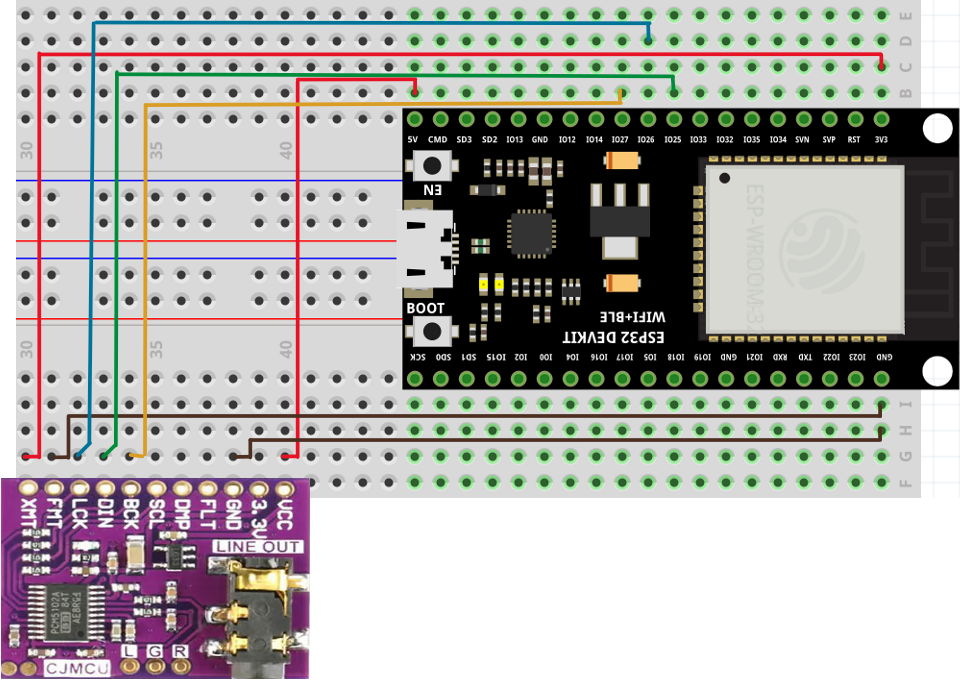 E
D
C
B
30 35 40
5V CMD SD3 SD2 IO13 GND IO12 IO14 IO27 IO26 IO25 IO33 IO32 IO35 IO34 SVN SVP RST 3V3
EN
ESP-WROOM-32
BOOT
WIFI+BLE
ESP32 DEVKIT
30 35 40
SCK SD0 SD1 IO15 IO2 IO0 IO4 IO16 IO17 IO5 IO18 IO19 GND IO21 RXD TXD IO22 IO23 GND
I
H
G
F
XMT FMT LCK DIN BCK SCL DMP FLT GND 3.3V VCC
LINE OUT
PCM5102A
L G R
CJMCU